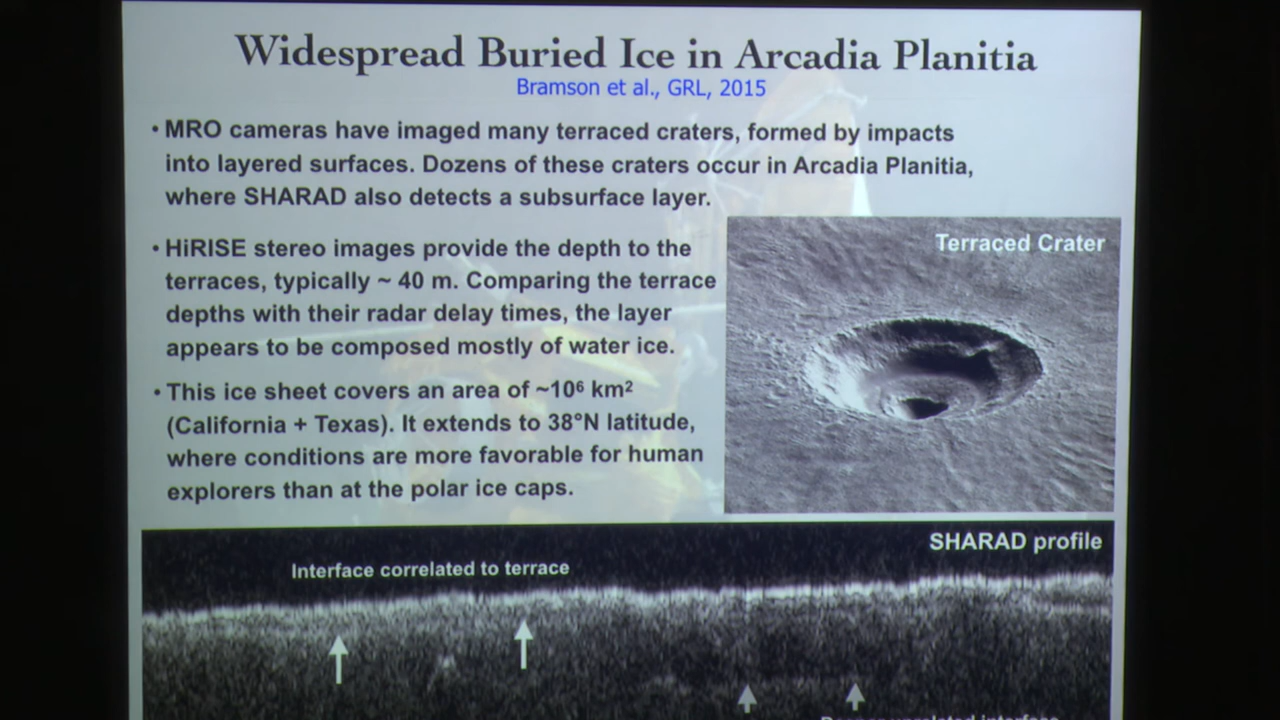 Widespread Buried Ice in Arcadia Planitia
Bramson et al., GRL, 2015
• MRO cameras have imaged many terraced craters, formed by impacts
into layered surfaces. Dozens of these craters occur in Arcadia Planitia,
where SHARAD also detects a subsurface layer.
• HiRISE stereo images provide the depth to the
terraces, typically ~ 40 m. Comparing the terrace
depths with their radar delay times, the layer
appears to be composed mostly of water ice.
• This ice sheet covers an area of ~10⁶ km²
(California + Texas). It extends to 38°N latitude,
where conditions are more favorable for human
explorers than at the polar ice caps.
Terraced Crater
SHARAD profile
Interface correlated to terrace